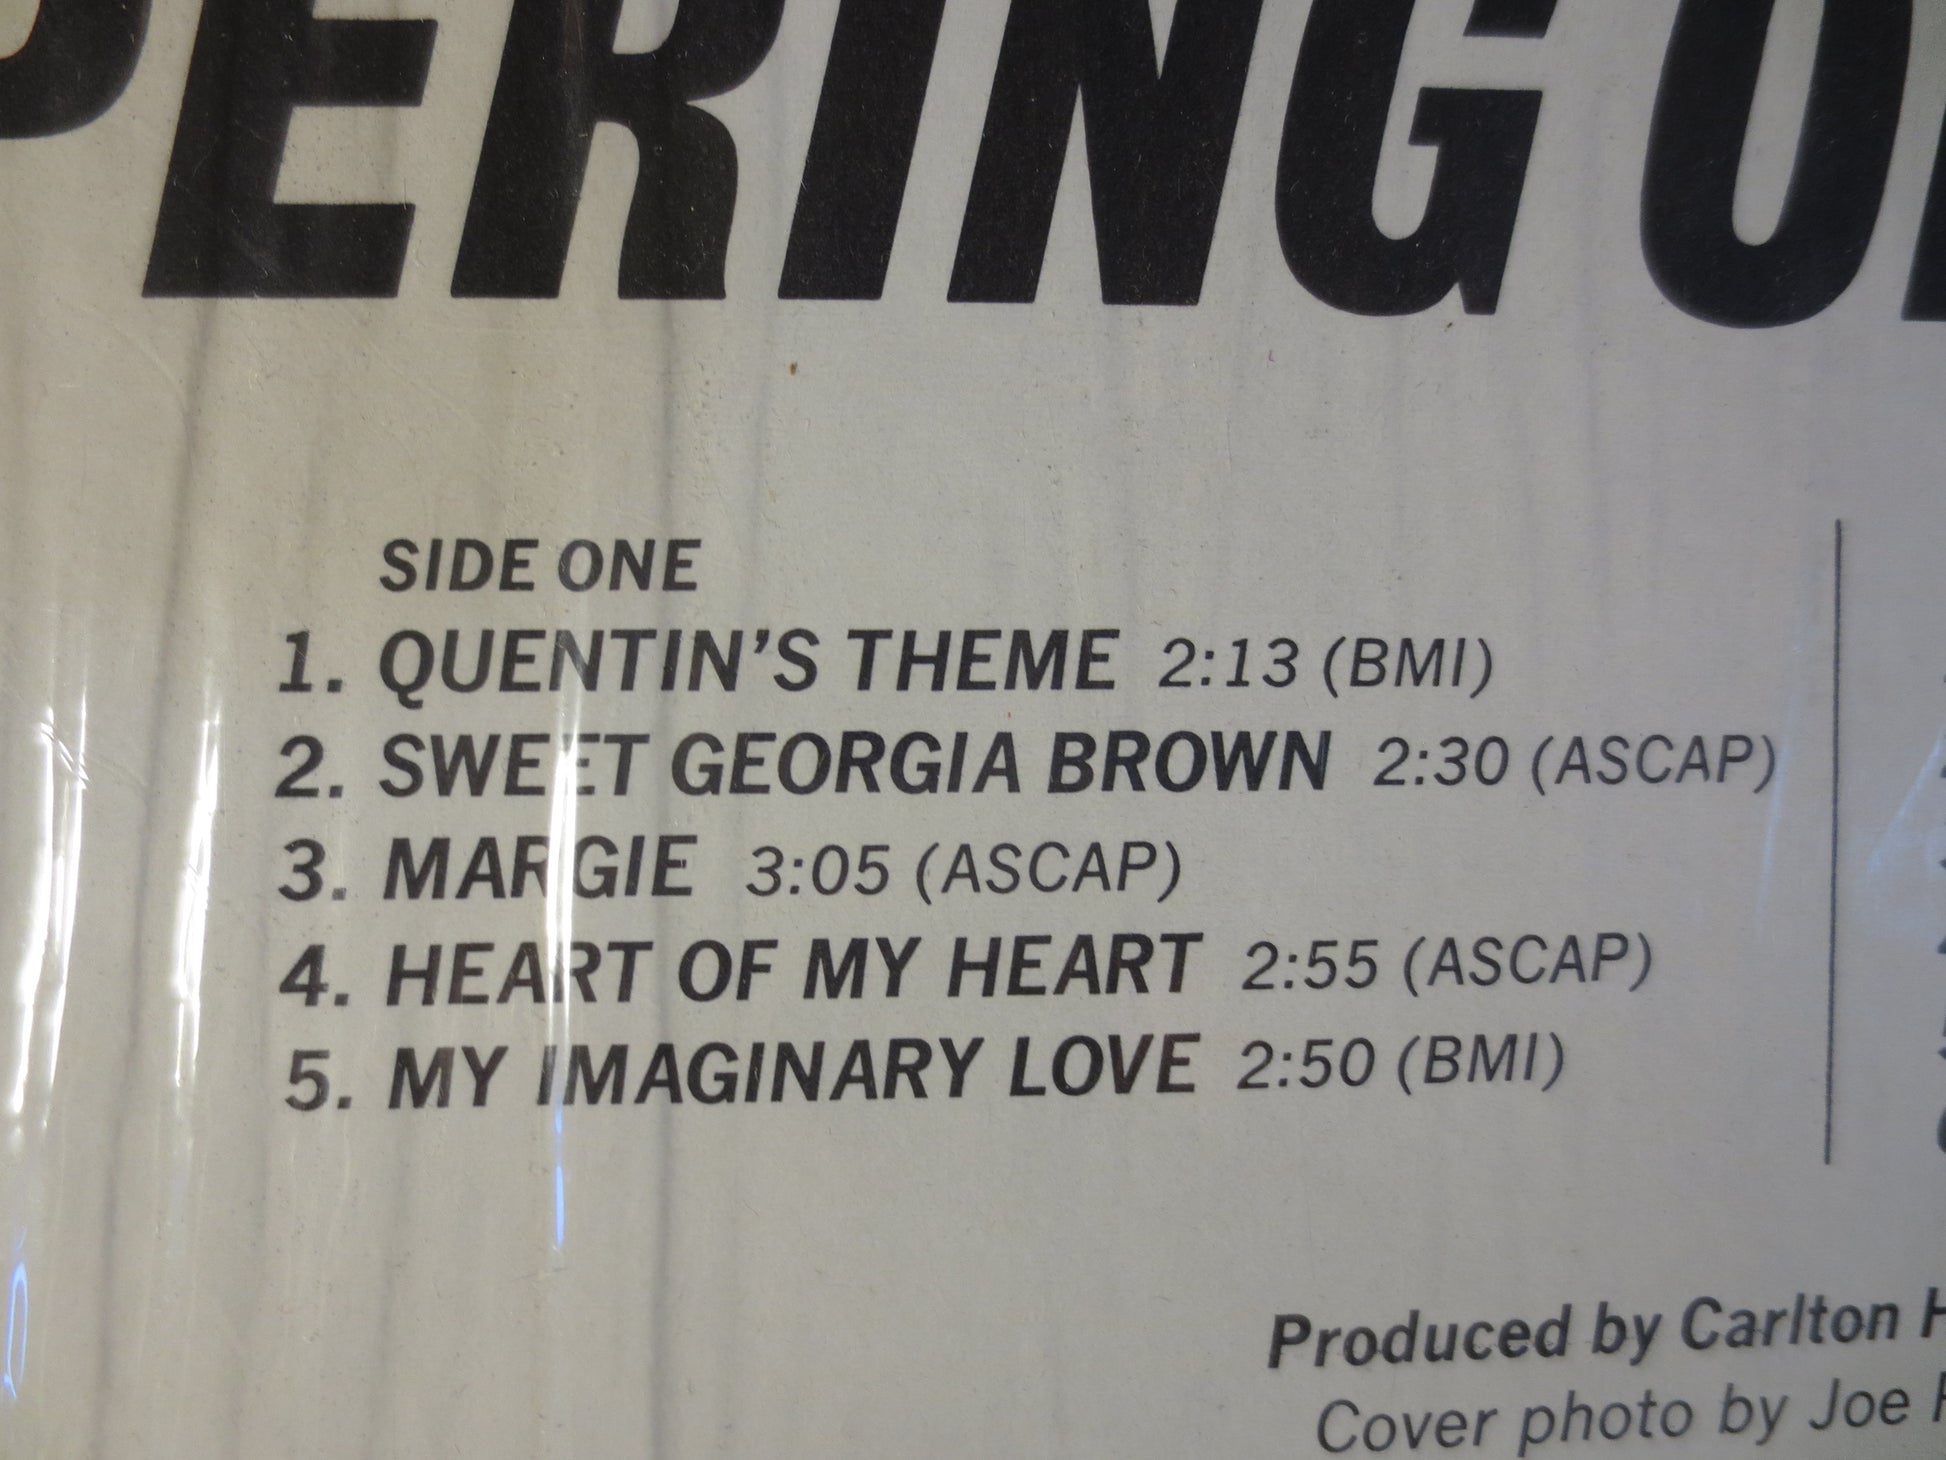 PERING O
SIDE ONE
1. QUENTIN'S THEME 2:13 (BMI)
2. SWEET GEORGIA BROWN 2:30 (ASCAP)
3. MARGIE 3:05 (ASCAP)
4. HEART OF MY HEART 2:55 (ASCAP)
5. MY IMAGINARY LOVE 2:50 (BMI)
Produced by Carlton H
Cover photo by Joe